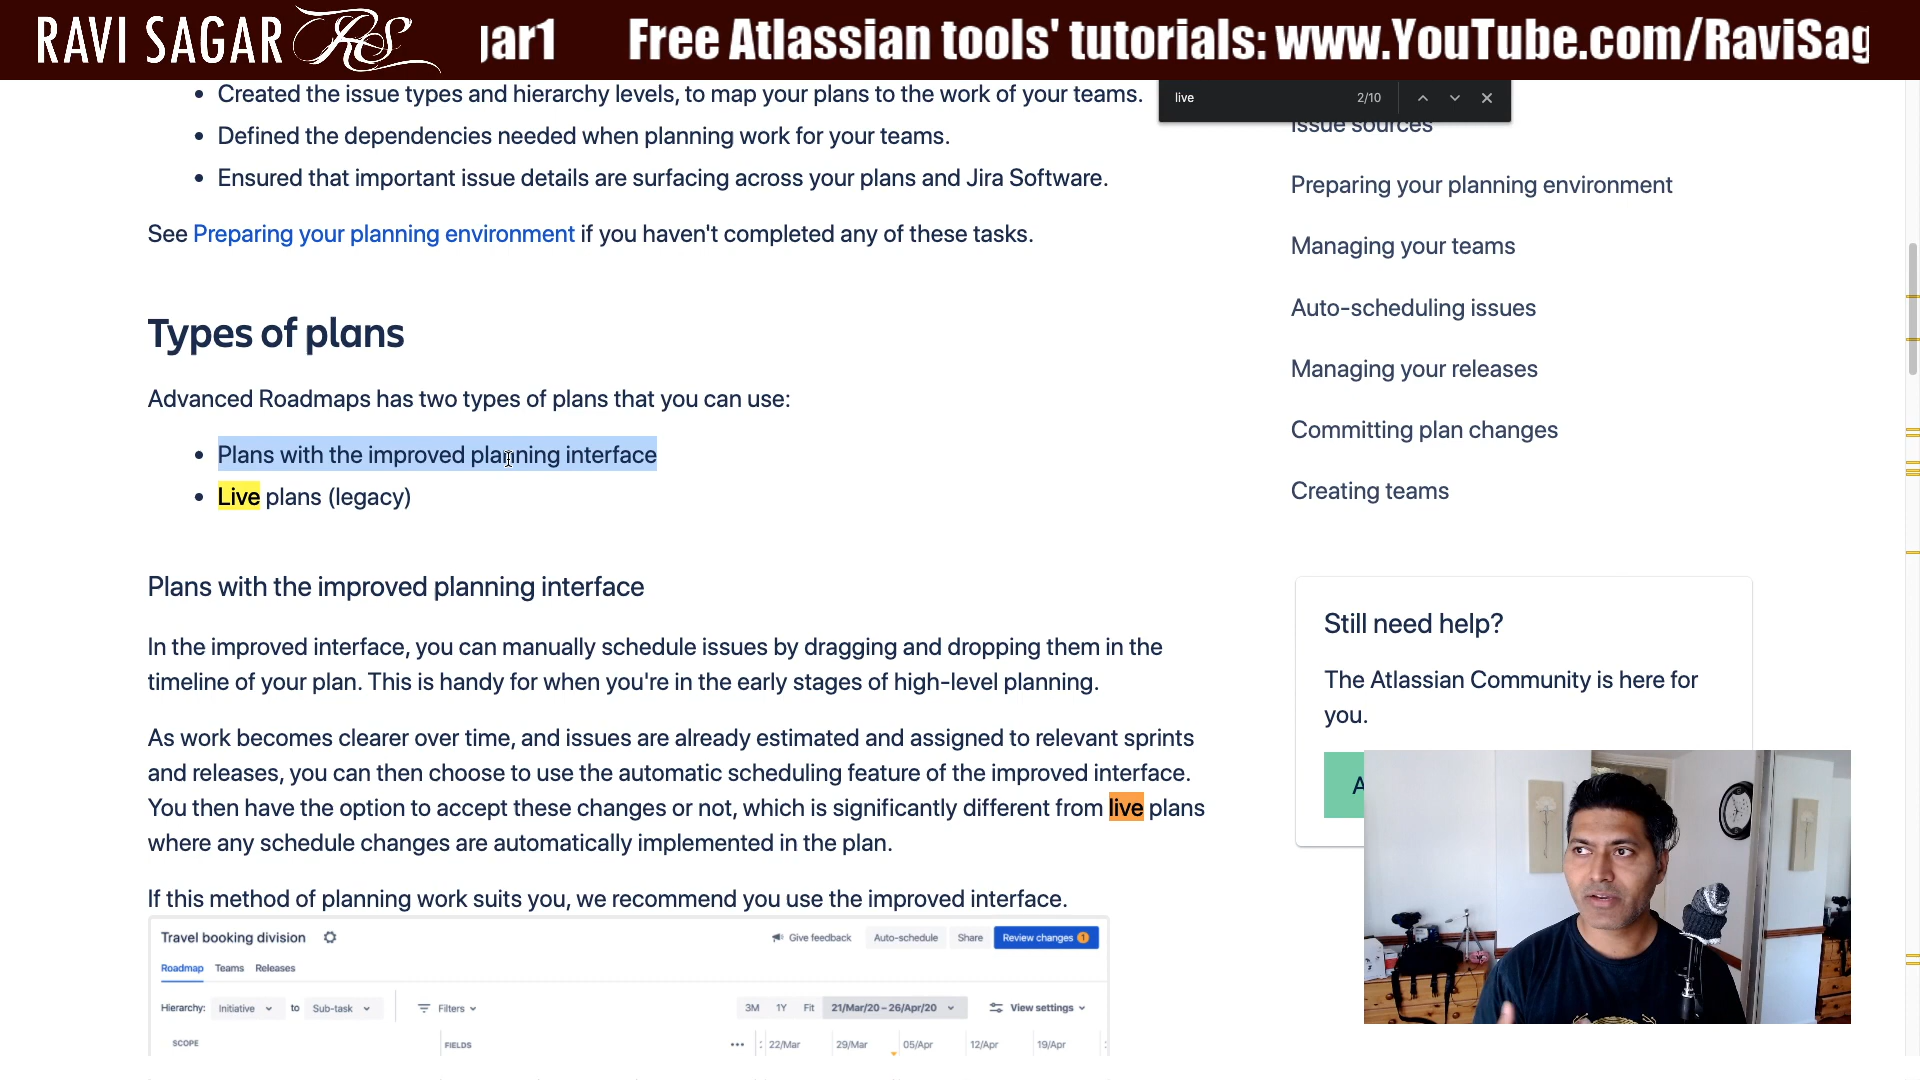 RAVI SAGAR RS
ar1 Free Atlassian tools' tutorials: www.YouTube.com/RaviSag
live 2/10
• Created the issue types and hierarchy levels, to map your plans to the work of your teams.
• Defined the dependencies needed when planning work for your teams.
• Ensured that important issue details are surfacing across your plans and Jira Software.
See Preparing your planning environment if you haven't completed any of these tasks.
Types of plans
Advanced Roadmaps has two types of plans that you can use:
• Plans with the improved planning interface
• Live plans (legacy)
Plans with the improved planning interface
In the improved interface, you can manually schedule issues by dragging and dropping them in the
timeline of your plan. This is handy for when you're in the early stages of high-level planning.
As work becomes clearer over time, and issues are already estimated and assigned to relevant sprints
and releases, you can then choose to use the automatic scheduling feature of the improved interface.
You then have the option to accept these changes or not, which is significantly different from live plans
where any schedule changes are automatically implemented in the plan.
If this method of planning work suits you, we recommend you use the improved interface.
Travel booking division Give feedback Auto-schedule Share Review changes 1
Roadmap Teams Releases
Hierarchy: Initiative to Sub-task Filters 3M 1Y Fit 21/Mar/20 – 26/Apr/20 View settings
SCOPE FIELDS ••• 22/Mar 29/Mar 05/Apr 12/Apr 19/Apr
Issue sources
Preparing your planning environment
Managing your teams
Auto-scheduling issues
Managing your releases
Committing plan changes
Creating teams
Still need help?
The Atlassian Community is here for
you.
A